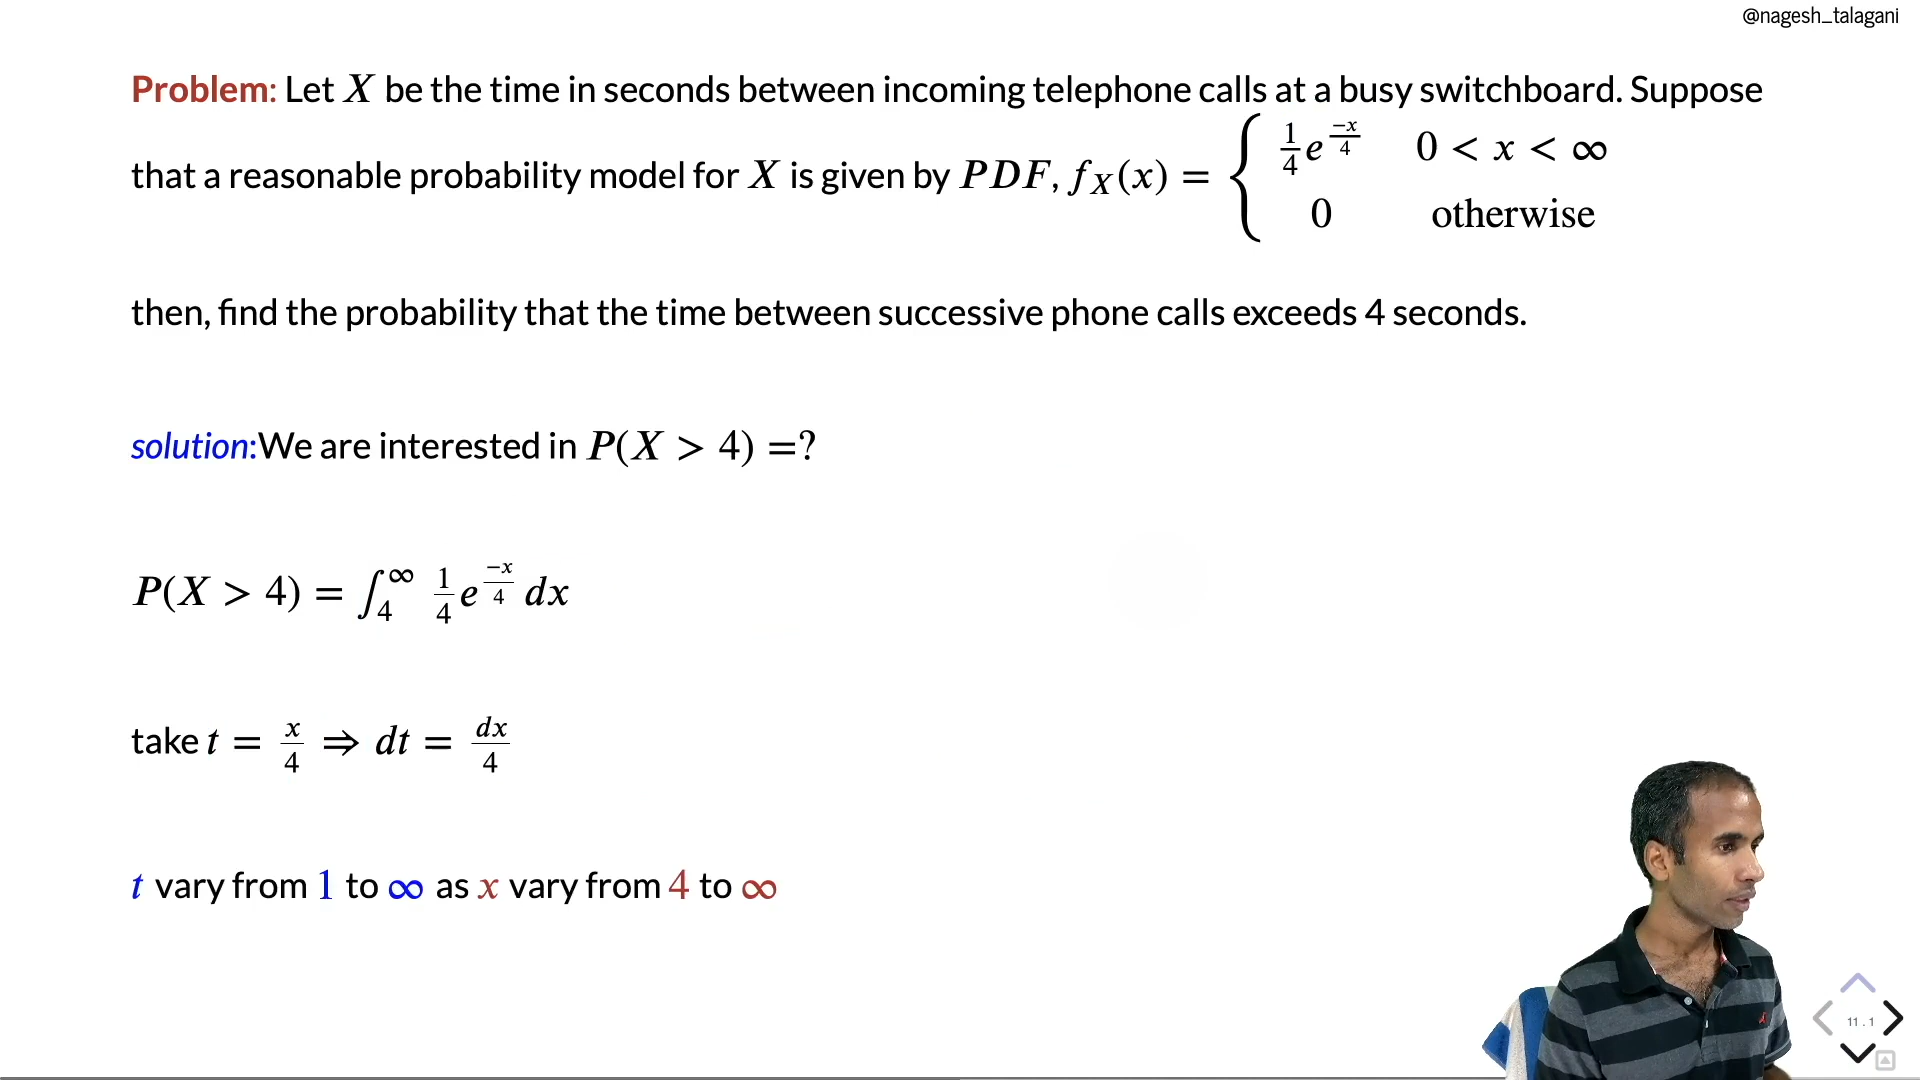 @nagesh_talagani
Problem: Let X be the time in seconds between incoming telephone calls at a busy switchboard. Suppose
that a reasonable probability model for X is given by PDF, f_X(x) = { 1/4 e^{-x/4} 0 < x < ∞
0 otherwise
then, find the probability that the time between successive phone calls exceeds 4 seconds.
solution:We are interested in P(X > 4) =?
P(X > 4) = ∫_4^∞ 1/4 e^{-x/4} dx
take t = x/4 ⇒ dt = dx/4
t vary from 1 to ∞ as x vary from 4 to ∞
11.1